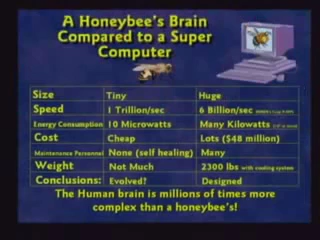 A Honeybee's Brain
Compared to a Super
Computer
Size Tiny Huge
Speed 1 Trillion/sec 6 Billion/sec
Energy Consumption 10 Microwatts Many Kilowatts
Cost Cheap Lots ($48 million)
Maintenance Personnel None (self healing) Many
Weight Not Much 2300 lbs with cooling system
Conclusions: Evolved? Designed
The Human brain is millions of times more
complex than a honeybee's!